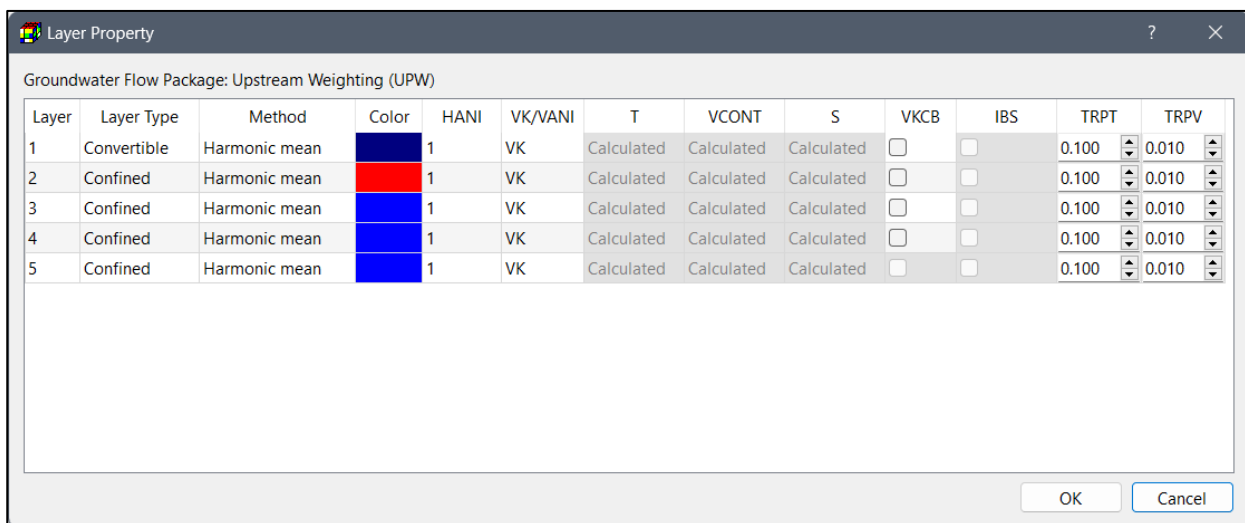 Layer Property
Groundwater Flow Package: Upstream Weighting (UPW)
Layer Layer Type Method Color HANI VK/VANI T VCONT S VKCB IBS TRPT TRPV
1 Convertible Harmonic mean 1 VK Calculated Calculated Calculated 0.100 0.010
2 Confined Harmonic mean 1 VK Calculated Calculated Calculated 0.100 0.010
3 Confined Harmonic mean 1 VK Calculated Calculated Calculated 0.100 0.010
4 Confined Harmonic mean 1 VK Calculated Calculated Calculated 0.100 0.010
5 Confined Harmonic mean 1 VK Calculated Calculated Calculated 0.100 0.010
OK Cancel